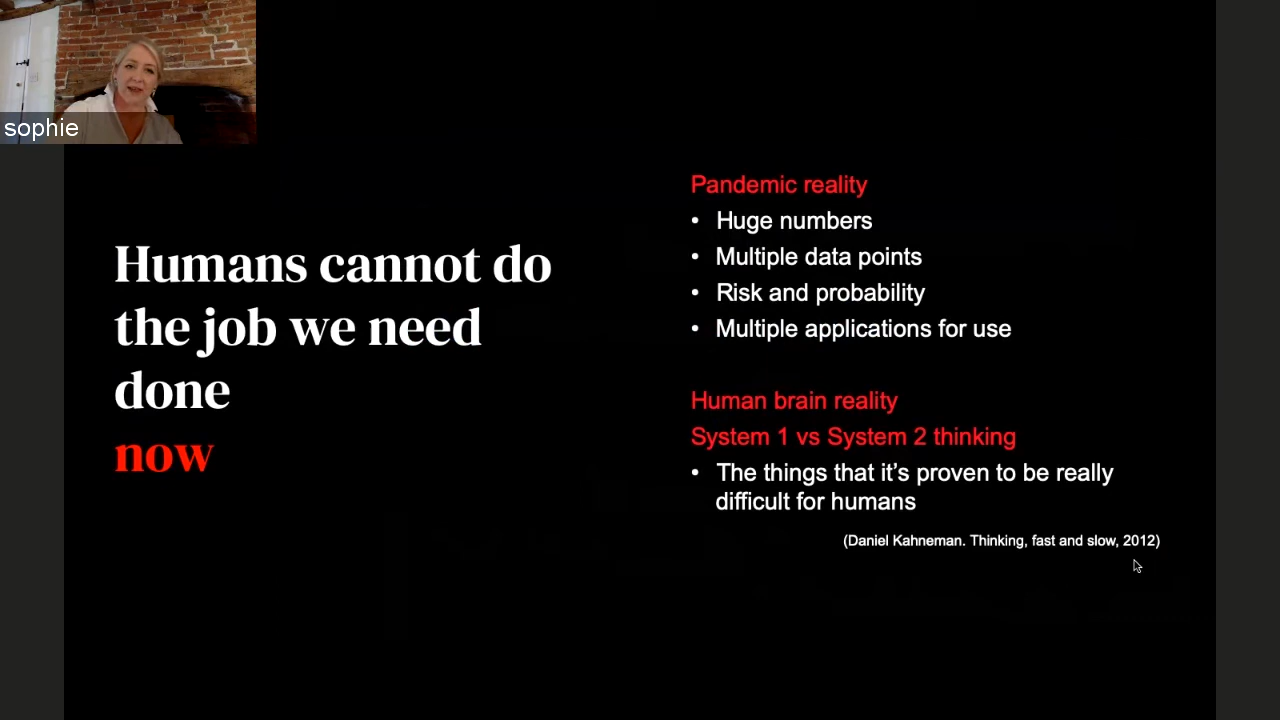 sophie
Humans cannot do
the job we need
done
now
Pandemic reality
• Huge numbers
• Multiple data points
• Risk and probability
• Multiple applications for use
Human brain reality
System 1 vs System 2 thinking
• The things that it’s proven to be really
difficult for humans
(Daniel Kahneman. Thinking, fast and slow, 2012)